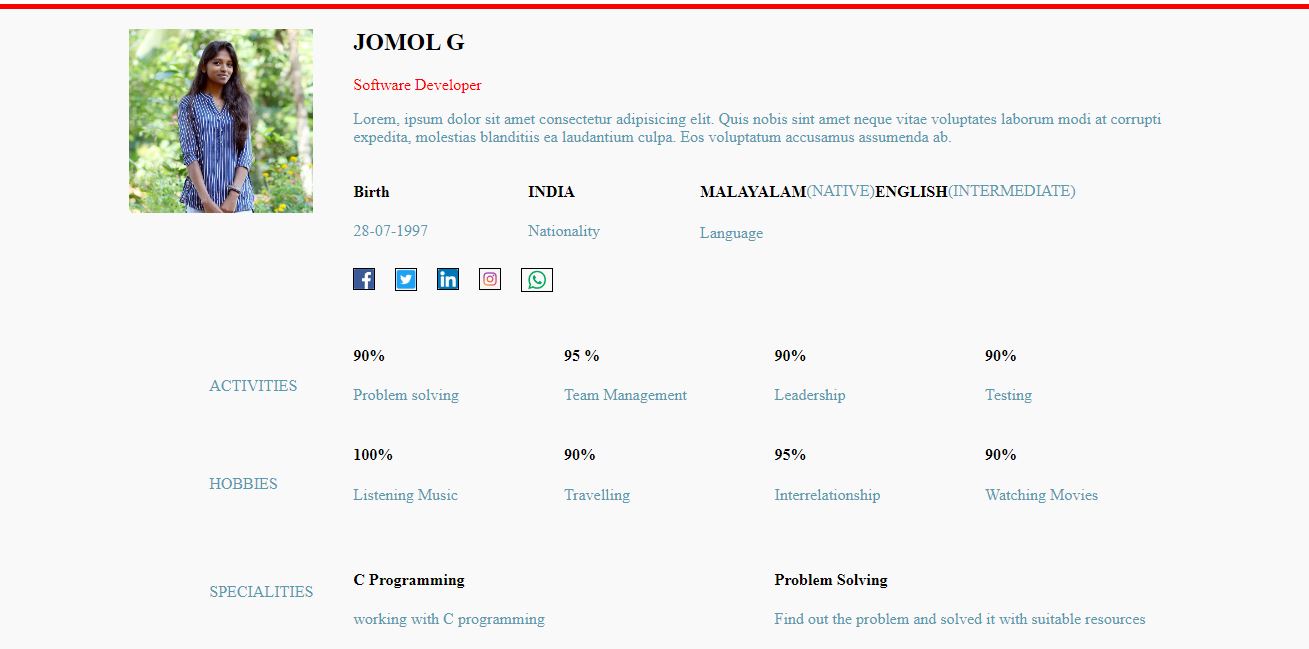 JOMOL G
Software Developer
Lorem, ipsum dolor sit amet consectetur adipisicing elit. Quis nobis sint amet neque vitae voluptates laborum modi at corrupti
expedita, molestias blanditiis ea laudantium culpa. Eos voluptatum accusamus assumenda ab.
Birth INDIA MALAYALAM(NATIVE)ENGLISH(INTERMEDIATE)
28-07-1997 Nationality Language
90% 95 % 90% 90%
ACTIVITIES
Problem solving Team Management Leadership Testing
100% 90% 95% 90%
HOBBIES
Listening Music Travelling Interrelationship Watching Movies
C Programming Problem Solving
SPECIALITIES
working with C programming Find out the problem and solved it with suitable resources